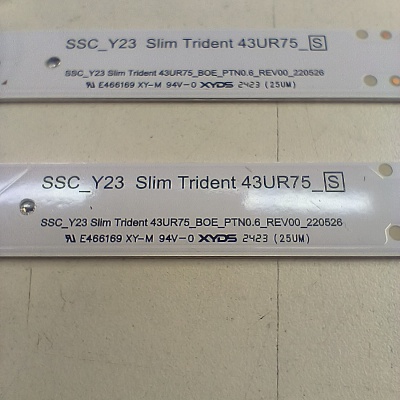 SSC_Y23 Slim Trident 43UR75_S
SSC_Y23 Slim Trident 43UR75_BOE_PTN0.6_REV00_220526
E466169 XY-M 94V-0 XYDS 2423 (25UM)
SSC_Y23 Slim Trident 43UR75_S
SSC_Y23 Slim Trident 43UR75_BOE_PTN0.6_REV00_220526
E466169 XY-M 94V-0 XYDS 2423 (25UM)